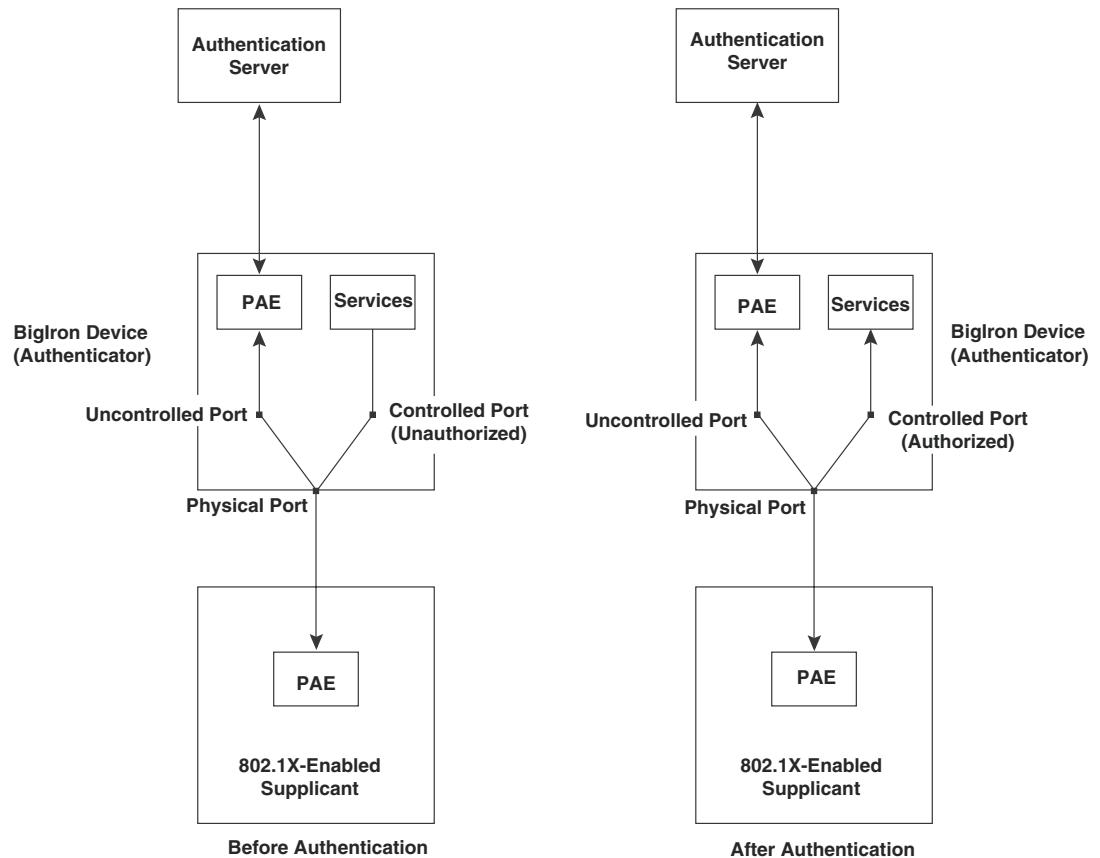 Authentication
Server
PAE
Services
BigIron Device
(Authenticator)
Uncontrolled Port
Controlled Port
(Unauthorized)
Physical Port
PAE
802.1X-Enabled
Supplicant
Before Authentication
Authentication
Server
PAE
Services
BigIron Device
(Authenticator)
Uncontrolled Port
Controlled Port
(Authorized)
Physical Port
PAE
802.1X-Enabled
Supplicant
After Authentication